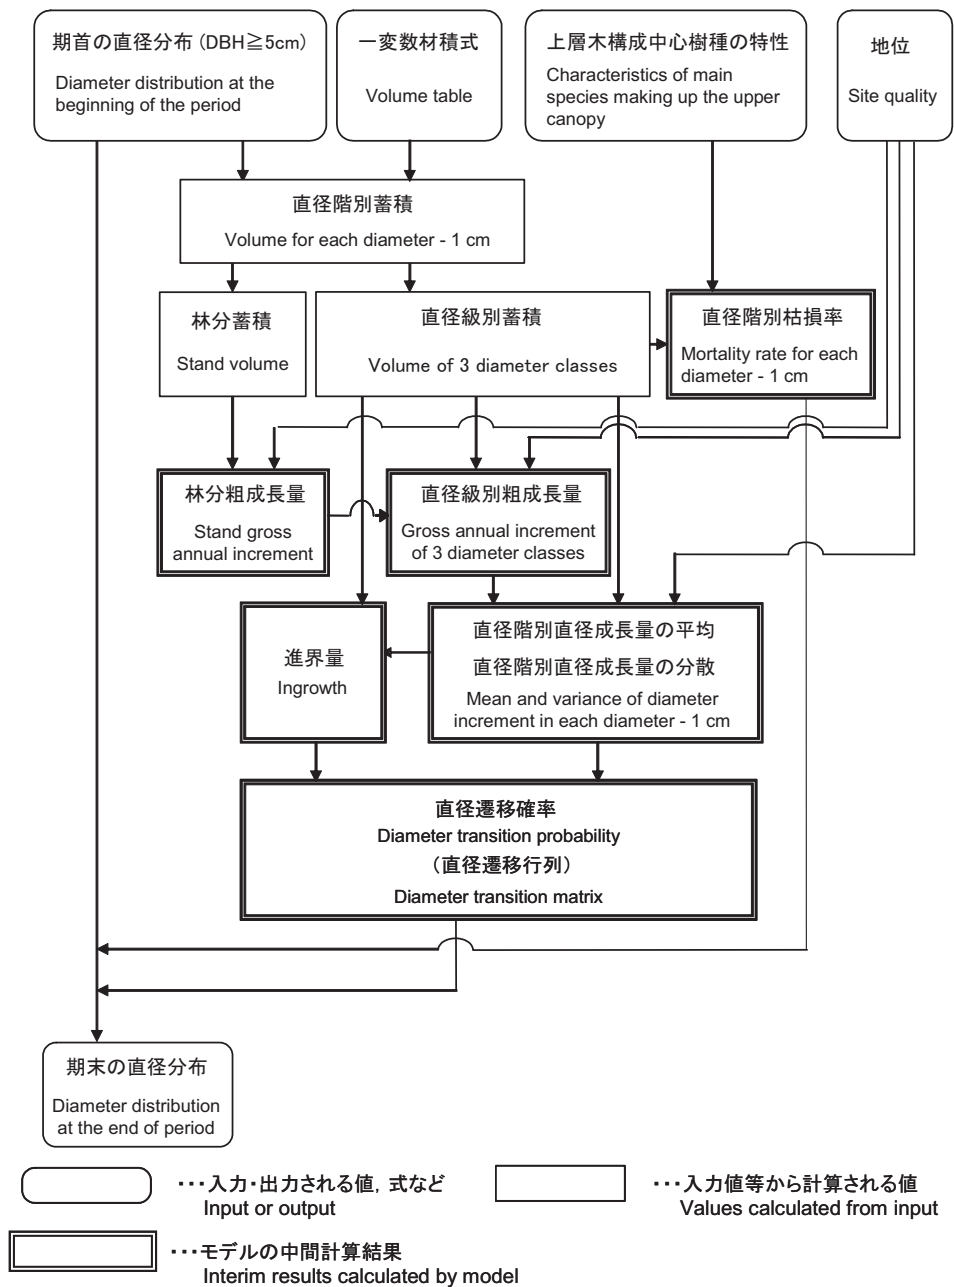 期首の直径分布(DBH≧5cm)
Diameter distribution at the
beginning of the period
一変数材積式
Volume table
上層木構成中心樹種の特性
Characteristics of main
species making up the upper
canopy
地位
Site quality
直径階別蓄積
Volume for each diameter - 1 cm
林分蓄積
Stand volume
直径級別蓄積
Volume of 3 diameter classes
直径階別枯損率
Mortality rate for each
diameter - 1 cm
林分粗成長量
Stand gross
annual increment
直径級別粗成長量
Gross annual increment
of 3 diameter classes
進界量
Ingrowth
直径階別直径成長量の平均
直径階別直径成長量の分散
Mean and variance of diameter
increment in each diameter - 1 cm
直径遷移確率
Diameter transition probability
(直径遷移行列)
Diameter transition matrix
期末の直径分布
Diameter distribution
at the end of period
・・・入力・出力される値, 式など
Input or output
・・・入力値等から計算される値
Values calculated from input
・・・モデルの中間計算結果
Interim results calculated by model